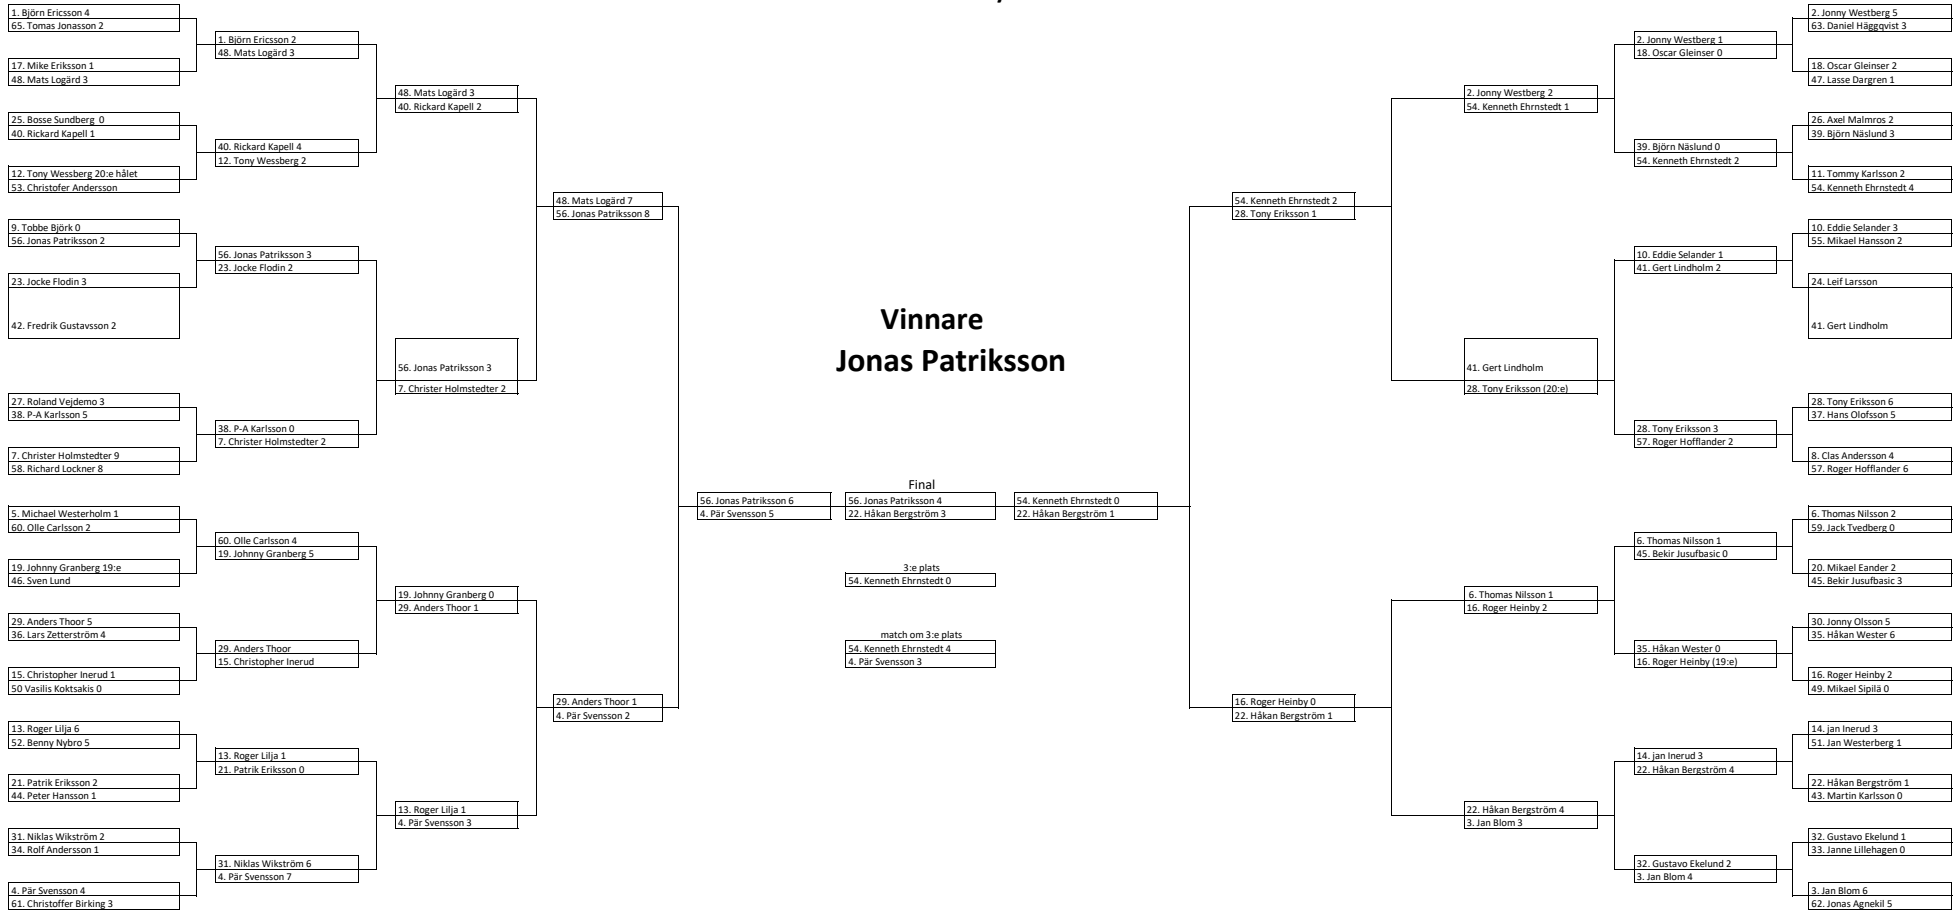 1. Björn Ericsson 4
65. Tomas Jonasson 2
17. Mike Eriksson 1
48. Mats Logärd 3
25. Bosse Sundberg 0
40. Rickard Kapell 1
12. Tony Wessberg 20:e hålet
53. Christofer Andersson
9. Tobbe Björk 0
56. Jonas Patriksson 2
23. Jocke Flodin 3
42. Fredrik Gustavsson 2
27. Roland Vejdemo 3
38. P-A Karlsson 5
7. Christer Holmstedter 9
58. Richard Lockner 8
5. Michael Westerholm 1
60. Olle Carlsson 2
19. Johnny Granberg 19:e
46. Sven Lund
29. Anders Thoor 5
36. Lars Zetterström 4
15. Christopher Inerud 1
50 Vasilis Koktsakis 0
13. Roger Lilja 6
52. Benny Nybro 5
21. Patrik Eriksson 2
44. Peter Hansson 1
31. Niklas Wikström 2
34. Rolf Andersson 1
4. Pär Svensson 4
61. Christoffer Birking 3
1. Björn Ericsson 2
48. Mats Logärd 3
40. Rickard Kapell 4
12. Tony Wessberg 2
56. Jonas Patriksson 3
23. Jocke Flodin 2
38. P-A Karlsson 0
7. Christer Holmstedter 2
60. Olle Carlsson 4
19. Johnny Granberg 5
29. Anders Thoor
15. Christopher Inerud
13. Roger Lilja 1
21. Patrik Eriksson 0
31. Niklas Wikström 6
4. Pär Svensson 7
48. Mats Logärd 3
40. Rickard Kapell 2
56. Jonas Patriksson 3
7. Christer Holmstedter 2
19. Johnny Granberg 0
29. Anders Thoor 1
13. Roger Lilja 1
4. Pär Svensson 3
48. Mats Logärd 7
56. Jonas Patriksson 8
29. Anders Thoor 1
4. Pär Svensson 2
56. Jonas Patriksson 6
4. Pär Svensson 5
Vinnare
Jonas Patriksson
Final
56. Jonas Patriksson 4
22. Håkan Bergström 3
3:e plats
54. Kenneth Ehrnstedt 0
match om 3:e plats
54. Kenneth Ehrnstedt 4
4. Pär Svensson 3
54. Kenneth Ehrnstedt 0
22. Håkan Bergström 1
54. Kenneth Ehrnstedt 2
28. Tony Eriksson 1
16. Roger Heinby 0
22. Håkan Bergström 1
2. Jonny Westberg 2
54. Kenneth Ehrnstedt 1
41. Gert Lindholm
28. Tony Eriksson (20:e)
6. Thomas Nilsson 1
16. Roger Heinby 2
22. Håkan Bergström 4
3. Jan Blom 3
2. Jonny Westberg 1
18. Oscar Gleinser 0
39. Björn Näslund 0
54. Kenneth Ehrnstedt 2
10. Eddie Selander 1
41. Gert Lindholm 2
28. Tony Eriksson 3
57. Roger Hofflander 2
6. Thomas Nilsson 1
45. Bekir Jusufbasic 0
35. Håkan Wester 0
16. Roger Heinby (19:e)
14. jan Inerud 3
22. Håkan Bergström 4
32. Gustavo Ekelund 2
3. Jan Blom 4
2. Jonny Westberg 5
63. Daniel Häggqvist 3
18. Oscar Gleinser 2
47. Lasse Dargren 1
26. Axel Malmros 2
39. Björn Näslund 3
11. Tommy Karlsson 2
54. Kenneth Ehrnstedt 4
10. Eddie Selander 3
55. Mikael Hansson 2
24. Leif Larsson
41. Gert Lindholm
28. Tony Eriksson 6
37. Hans Olofsson 5
8. Clas Andersson 4
57. Roger Hofflander 6
6. Thomas Nilsson 2
59. Jack Tvedberg 0
20. Mikael Eander 2
45. Bekir Jusufbasic 3
30. Jonny Olsson 5
35. Håkan Wester 6
16. Roger Heinby 2
49. Mikael Sipilä 0
14. jan Inerud 3
51. Jan Westerberg 1
22. Håkan Bergström 1
43. Martin Karlsson 0
32. Gustavo Ekelund 1
33. Janne Lillehagen 0
3. Jan Blom 6
62. Jonas Agnekil 5